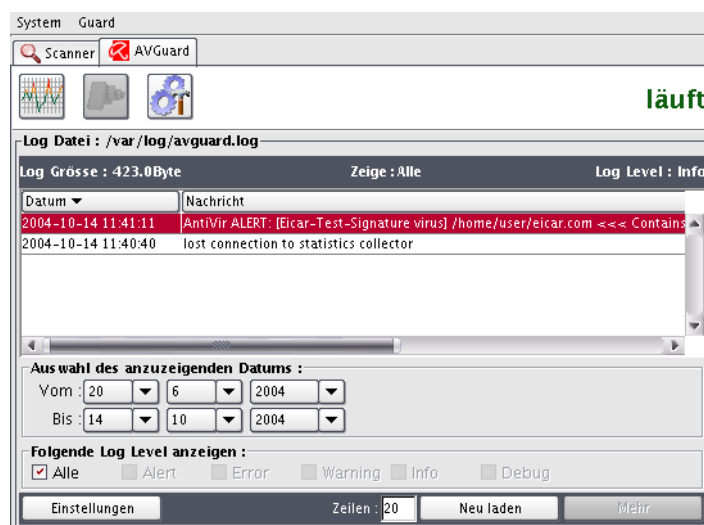 System Guard
Scanner AVGuard
läuft
Log Datei : /var/log/avguard.log
Log Grösse : 423.0Byte Zeige : Alle Log Level : Info
Datum Nachricht
2004-10-14 11:41:11 AntiVir ALERT: [Eicar-Test-Signature virus] /home/user/eicar.com <<< Contains
2004-10-14 11:40:40 lost connection to statistics collector
Auswahl des anzuzeigenden Datums :
Vom : 20 6 2004
Bis : 14 10 2004
Folgende Log Level anzeigen :
Alle Alert Error Warning Info Debug
Einstellungen Zeilen : 20 Neu laden Mehr